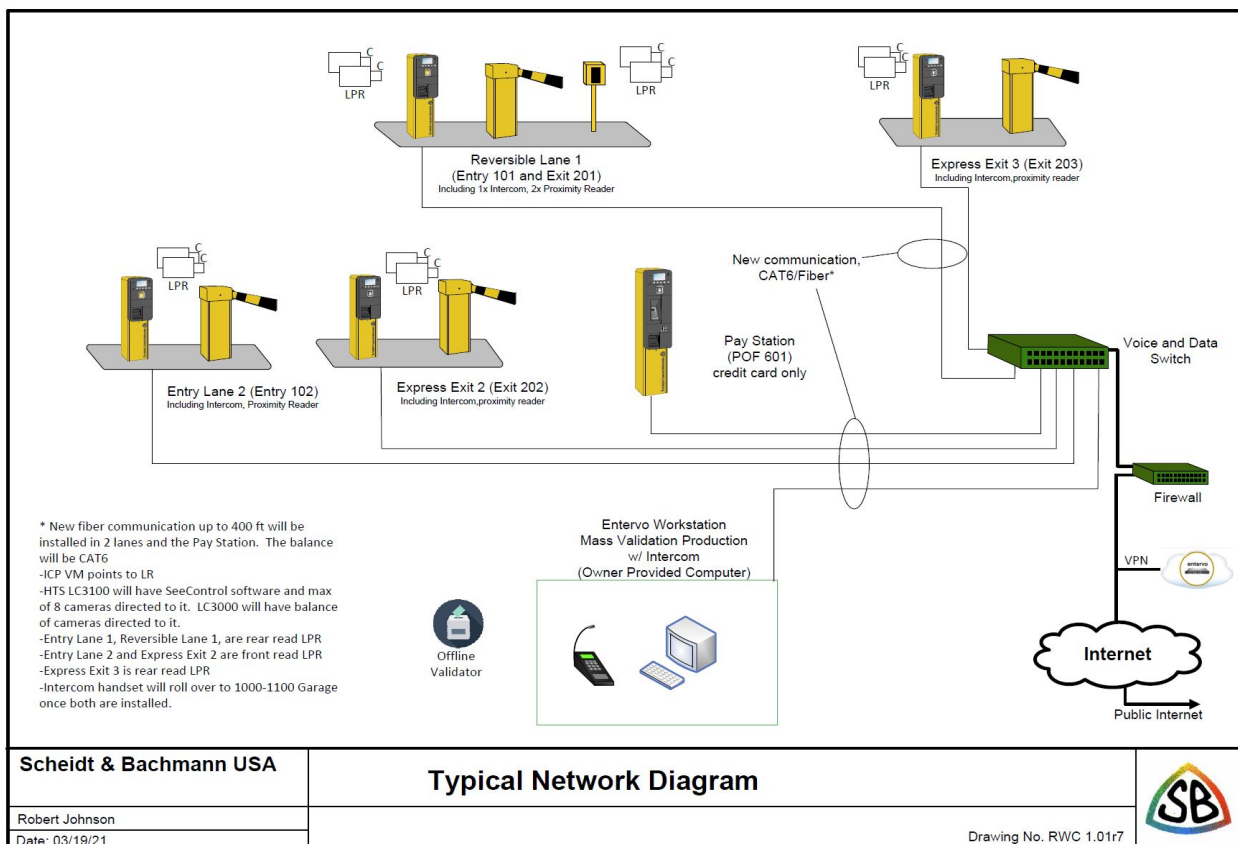 C
C
LPR
C
C
LPR
C
C
LPR
Reversible Lane 1
(Entry 101 and Exit 201)
Including 1x Intercom, 2x Proximity Reader
Express Exit 3 (Exit 203)
Including Intercom,proximity reader
C
C
LPR
C
C
LPR
New communication,
CAT6/Fiber*
Entry Lane 2 (Entry 102)
Including Intercom, Proximity Reader
Express Exit 2 (Exit 202)
Including Intercom,proximity reader
Pay Station
(POF 601)
credit card only
Voice and Data
Switch
Firewall
VPN
entervo
Internet
Public Internet
* New fiber communication up to 400 ft will be
installed in 2 lanes and the Pay Station.  The balance
will be CAT6
-ICP VM points to LR
-HTS LC3100 will have SeeControl software and max
of 8 cameras directed to it.  LC3000 will have balance
of cameras directed to it.
-Entry Lane 1, Reversible Lane 1, are rear read LPR
-Entry Lane 2 and Express Exit 2 are front read LPR
-Express Exit 3 is rear read LPR
-Intercom handset will roll over to 1000-1100 Garage
once both are installed.
Offline
Validator
Entervo Workstation
Mass Validation Production
w/ Intercom
(Owner Provided Computer)
Scheidt & Bachmann USA
Typical Network Diagram
Robert Johnson
Date: 03/19/21
Drawing No. RWC 1.01r7
SB